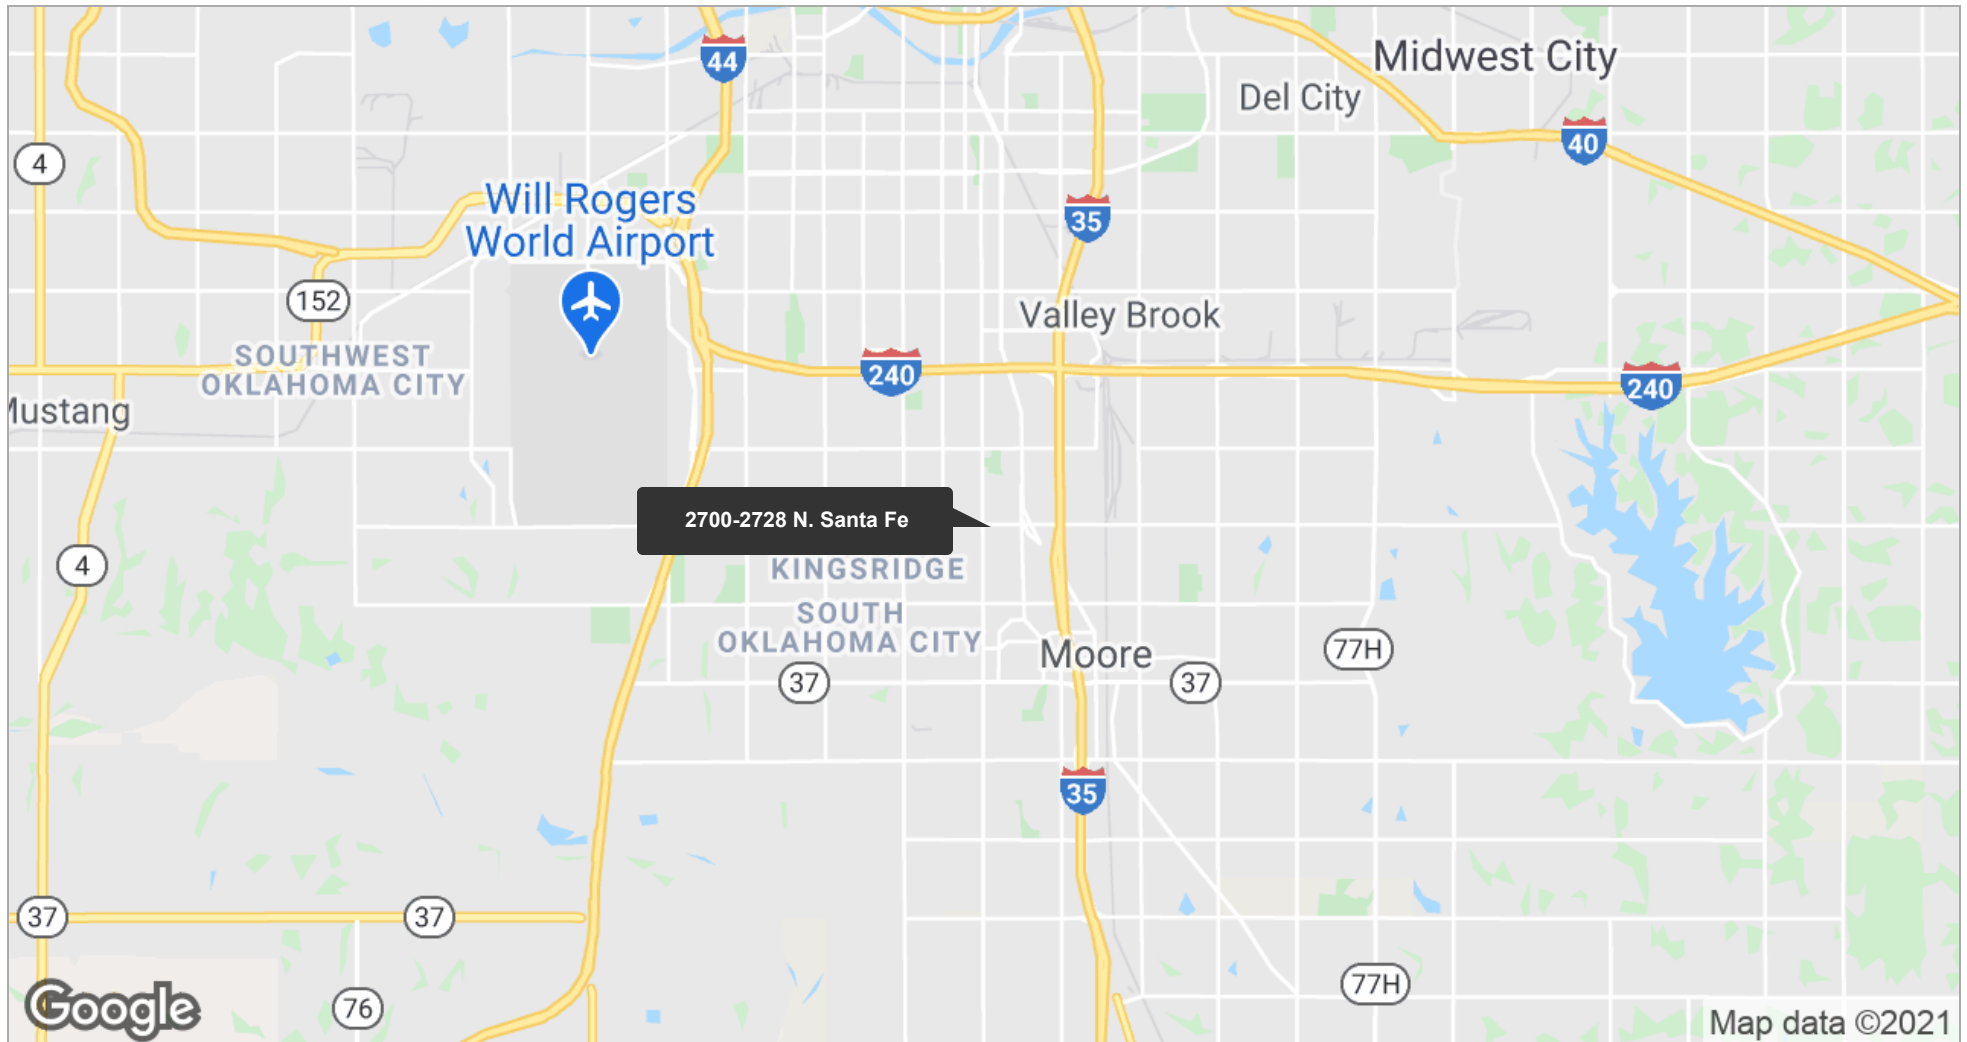 44
Midwest City
Del City
40
4
Will Rogers
World Airport
35
152
Valley Brook
SOUTHWEST
OKLAHOMA CITY
240
240
Mustang
2700-2728 N. Santa Fe
4
KINGSRIDGE
SOUTH
OKLAHOMA CITY
Moore
77H
37
37
35
37
37
77H
76
Google
Map data ©2021